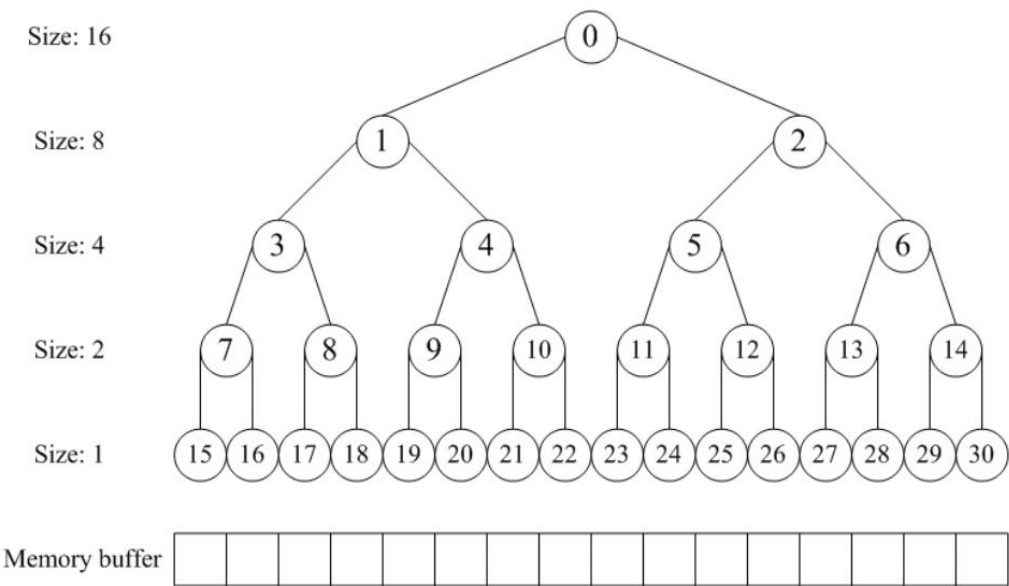 Size: 16 0
Size: 8 1 2
Size: 4 3 4 5 6
Size: 2 7 8 9 10 11 12 13 14
Size: 1 15 16 17 18 19 20 21 22 23 24 25 26 27 28 29 30
Memory buffer